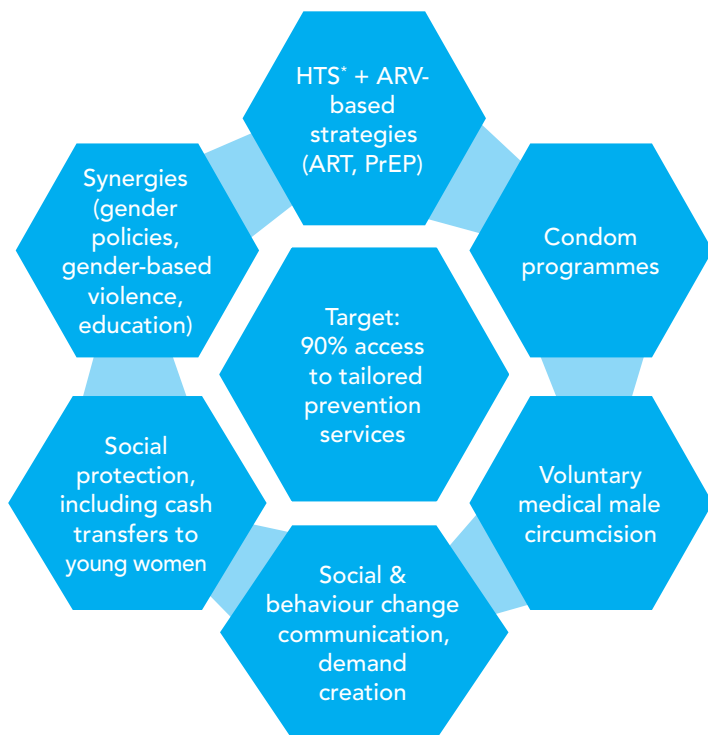 HTS* + ARV-
based
strategies
(ART, PrEP)
Condom
programmes
Voluntary
medical male
circumcision
Social &
behaviour change
communication,
demand
creation
Social
protection,
including cash
transfers to
young women
Synergies
(gender
policies,
gender-based
violence,
education)
Target:
90% access
to tailored
prevention
services